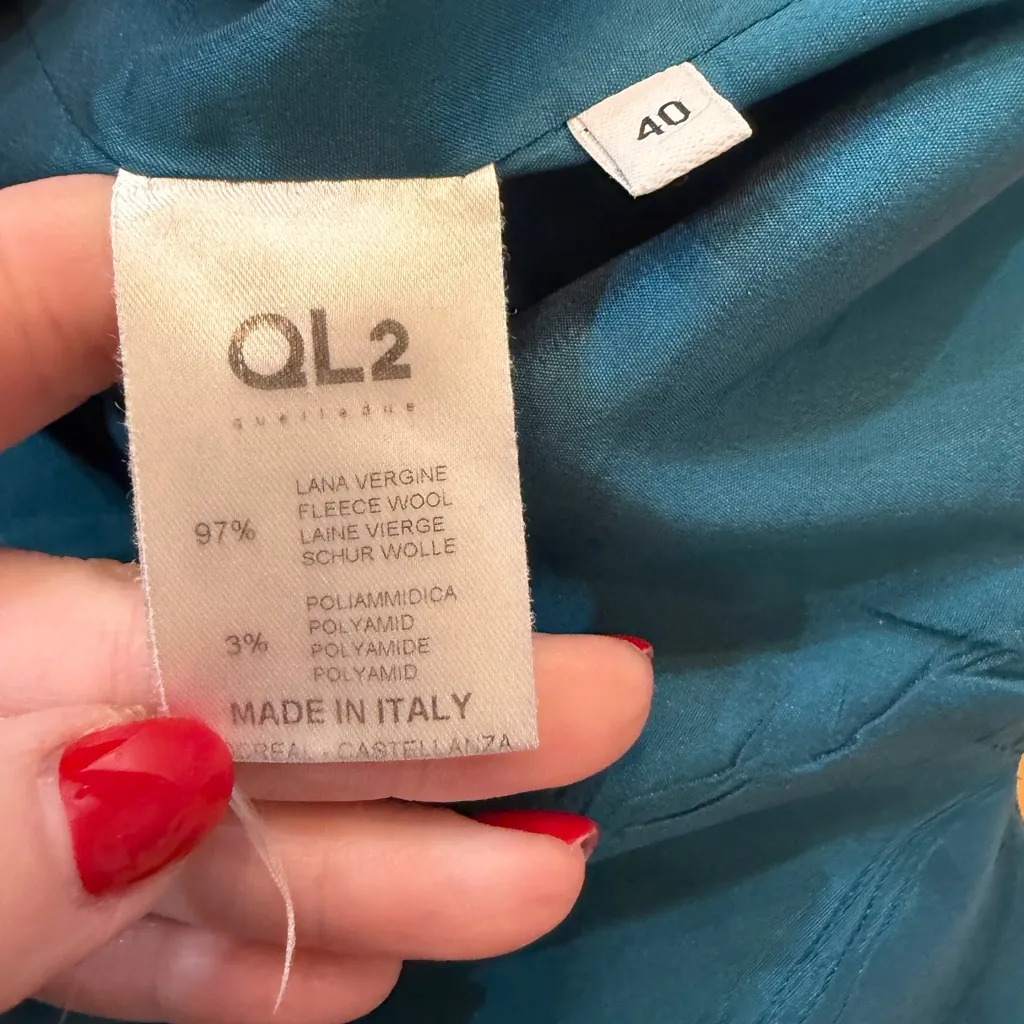 40
QL2
quelledue
97%
LANA VERGINE
FLEECE WOOL
LAINE VIERGE
SCHUR WOLLE
3%
POLIAMMIDICA
POLYAMID
POLYAMIDE
POLYAMID
MADE IN ITALY
CASTELLANZA